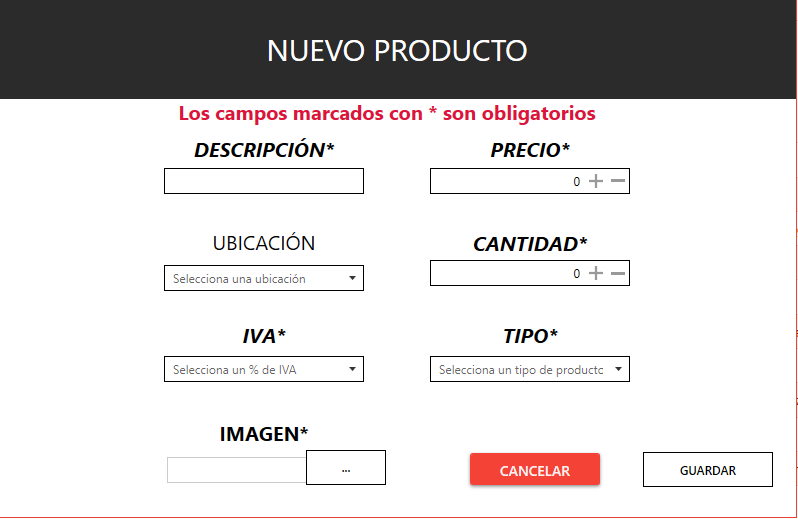 NUEVO PRODUCTO
Los campos marcados con * son obligatorios
DESCRIPCIÓN*
PRECIO*
0
UBICACIÓN
CANTIDAD*
Selecciona una ubicación
0
IVA*
TIPO*
Selecciona un % de IVA
Selecciona un tipo de producto
IMAGEN*
...
CANCELAR
GUARDAR